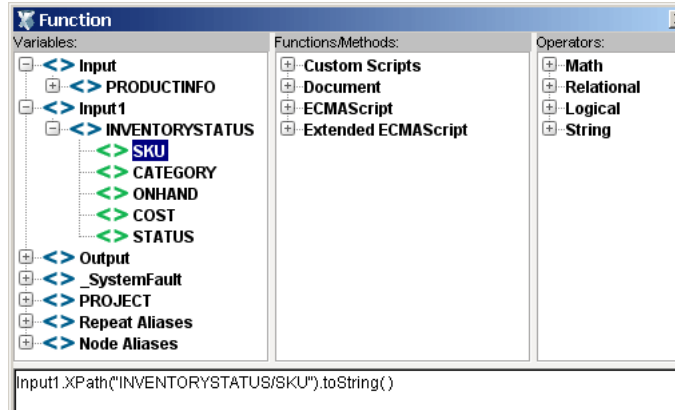 Function
Variables:
Input
PRODUCTINFO
Input1
INVENTORYSTATUS
SKU
CATEGORY
ONHAND
COST
STATUS
Output
_SystemFault
PROJECT
Repeat Aliases
Node Aliases
Functions/Methods:
Custom Scripts
Document
ECMAScript
Extended ECMAScript
Operators:
Math
Relational
Logical
String
Input1.XPath("INVENTORYSTATUS/SKU").toString()